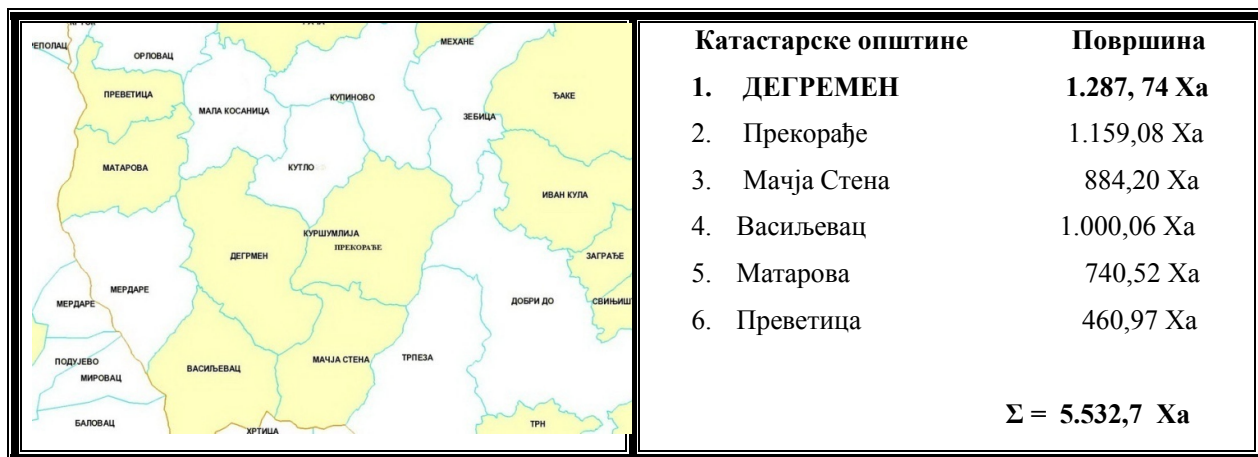 МЕХАНЕ
РЕПОЛАЦ
ОРЛОВАЦ
ПРЕВЕТИЦА
МАЛА КОСАНИЦА
КУПИНОВО
ЂАКЕ
ЗЕБИЦА
МАТАРОВА
КУТЛО
ИВАН КУЛА
КУРШУМЛИЈА
ПРЕКОРАЂЕ
ДЕГРМЕН
ЗАГРАЂЕ
МЕРДАРЕ
МЕРДАРЕ
ДОБРИ ДО
СВИЊИШТ
ПОДУЈЕВО
МИРОВАЦ
ВАСИЉЕВАЦ
МАЧЈА СТЕНА
ТРПЕЗА
БАЛОВАЦ
ХРТИЦА
ТРН
Катастарске општине Површина
1. ДЕГРЕМЕН 1.287, 74 Ха
2. Прекорађе 1.159,08 Ха
3. Мачја Стена 884,20 Ха
4. Васиљевац 1.000,06 Ха
5. Матарова 740,52 Ха
6. Преветица 460,97 Ха
Σ = 5.532,7 Ха